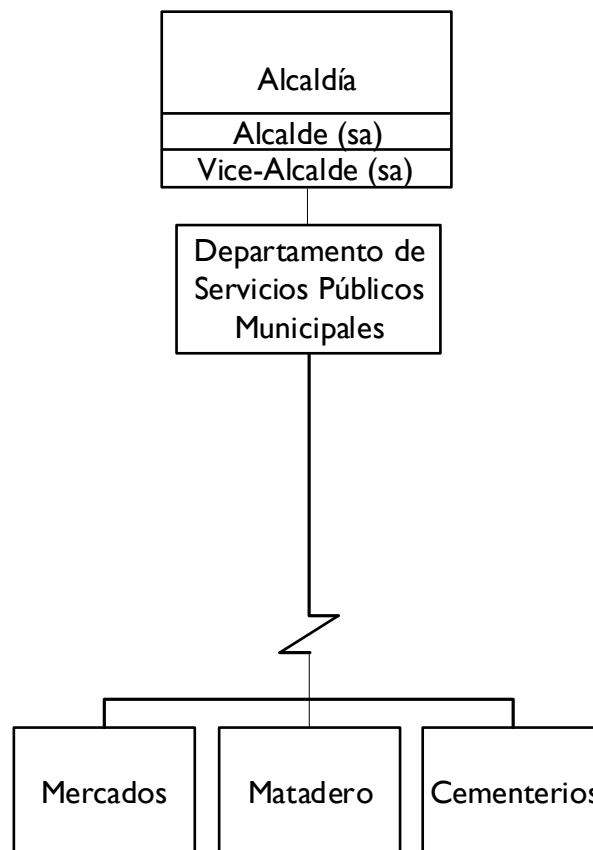 Alcaldía
Alcalde (sa)
Vice-Alcalde (sa)
Departamento de
Servicios Públicos
Municipales
Mercados
Matadero
Cementerios